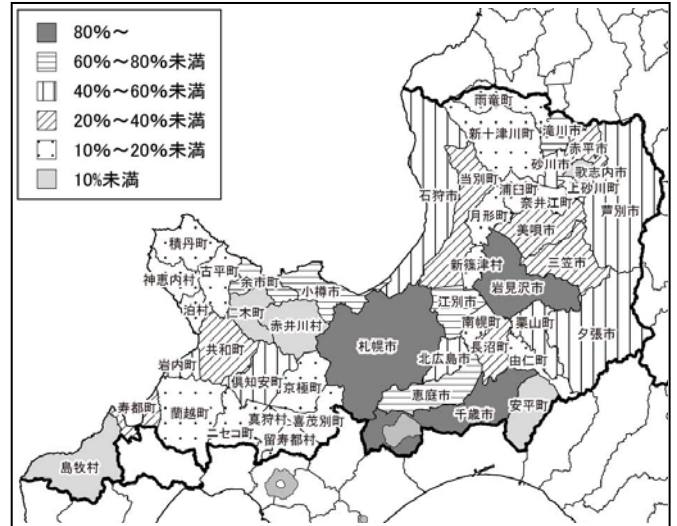 80%～
60%～80%未満
40%～60%未満
20%～40%未満
10%～20%未満
10%未満
雨竜町
新十津川町
滝川市
赤平市
砂川市
歌志内市
上砂川町
芦別市
石狩市
当別町
浦臼町
奈井江町
月形町
美唄市
三笠市
新篠津村
岩見沢市
積丹町
古平町
神恵内村
余市町
小樽市
泊村
仁木町
赤井川村
札幌市
江別市
南幌町
栗山町
夕張市
共和町
岩内町
倶知安町
京極町
北広島市
長沼町
由仁町
恵庭市
千歳市
安平町
寿都町
蘭越町
真狩村
喜茂別町
ニセコ町
留寿都村
島牧村